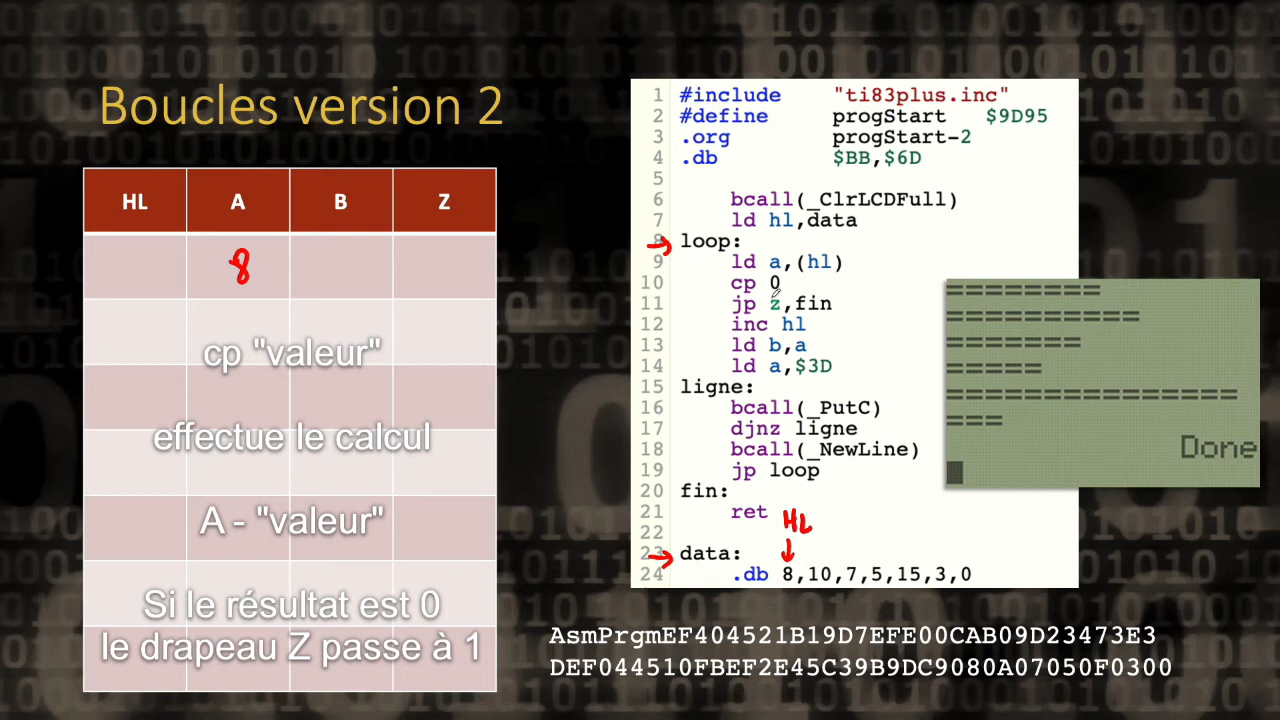 Boucles version 2
HL A B Z
8
cp "valeur"
effectue le calcul
A - "valeur"
Si le résultat est 0
le drapeau Z passe à 1
1 #include "ti83plus.inc"
2 #define progStart $9D95
3 .org progStart-2
4 .db $BB,$6D
5
6 bcall(_ClrLCDFull)
7 ld hl,data
8 loop:
9 ld a,(hl)
10 cp 0
11 jp z,fin
12 inc hl
13 ld b,a
14 ld a,$3D
15 ligne:
16 bcall(_PutC)
17 djnz ligne
18 bcall(_NewLine)
19 jp loop
20 fin:
21 ret
HL
22
23 data:
24 .db 8,10,7,5,15,3,0
========
==========
=======
=====
===============
===
Done
AsmPrgmEF404521B19D7EFE00CAB09D23473E3
DEF044510FBEF2E45C39B9DC9080A07050F0300